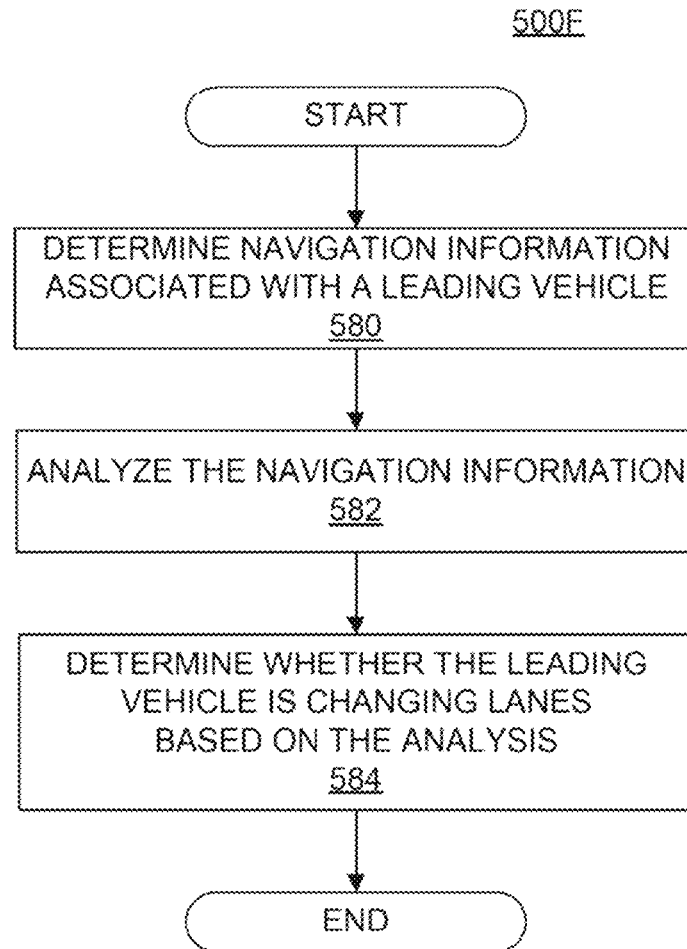 500F
START
DETERMINE NAVIGATION INFORMATION
ASSOCIATED WITH A LEADING VEHICLE
580
ANALYZE THE NAVIGATION INFORMATION
582
DETERMINE WHETHER THE LEADING
VEHICLE IS CHANGING LANES
BASED ON THE ANALYSIS
584
END